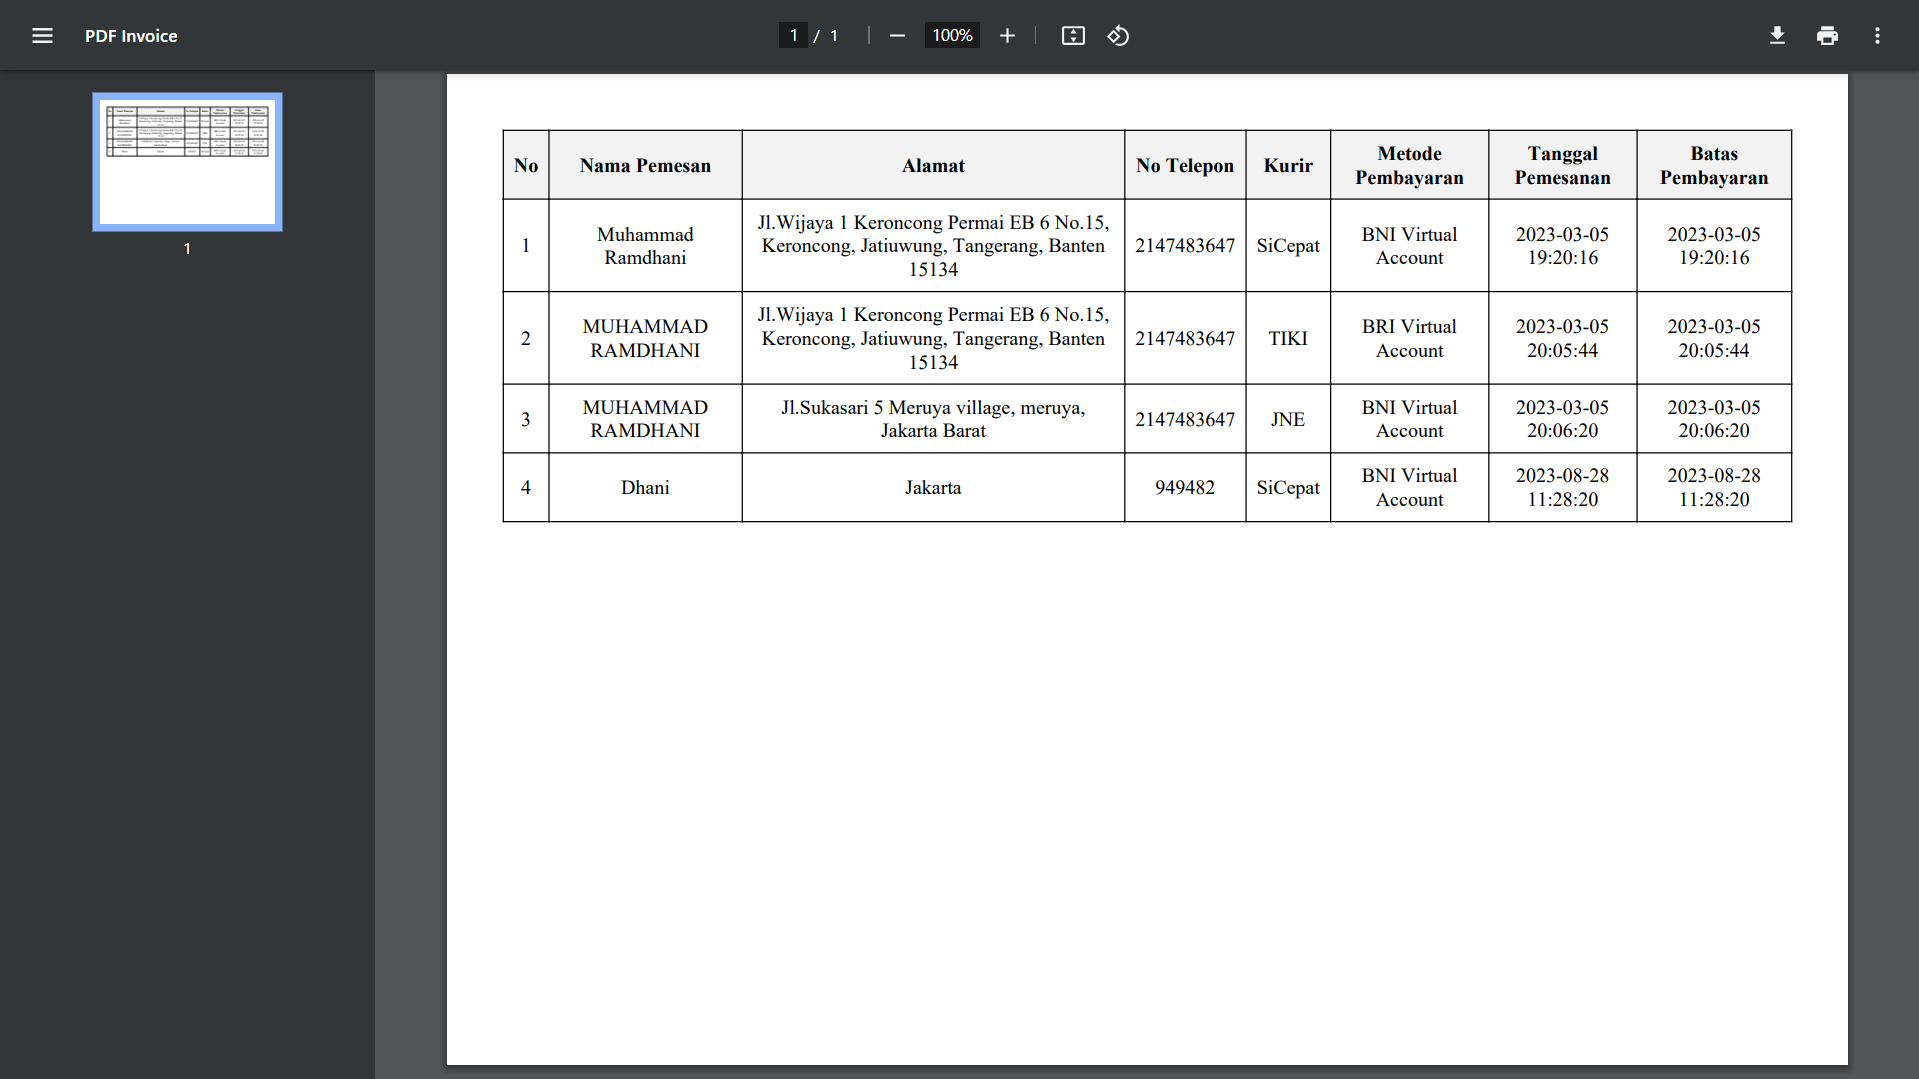 PDF Invoice
1 / 1
100%
1
No Nama Pemesan Alamat No Telepon Kurir Metode Pembayaran Tanggal Pemesanan Batas Pembayaran
1 Muhammad Ramdhani Jl.Wijaya 1 Keroncong Permai EB 6 No.15, Keroncong, Jatiuwung, Tangerang, Banten 15134 2147483647 SiCepat BNI Virtual Account 2023-03-05 19:20:16 2023-03-05 19:20:16
2 MUHAMMAD RAMDHANI Jl.Wijaya 1 Keroncong Permai EB 6 No.15, Keroncong, Jatiuwung, Tangerang, Banten 15134 2147483647 TIKI BRI Virtual Account 2023-03-05 20:05:44 2023-03-05 20:05:44
3 MUHAMMAD RAMDHANI Jl.Sukasari 5 Meruya village, meruya, Jakarta Barat 2147483647 JNE BNI Virtual Account 2023-03-05 20:06:20 2023-03-05 20:06:20
4 Dhani Jakarta 949482 SiCepat BNI Virtual Account 2023-08-28 11:28:20 2023-08-28 11:28:20